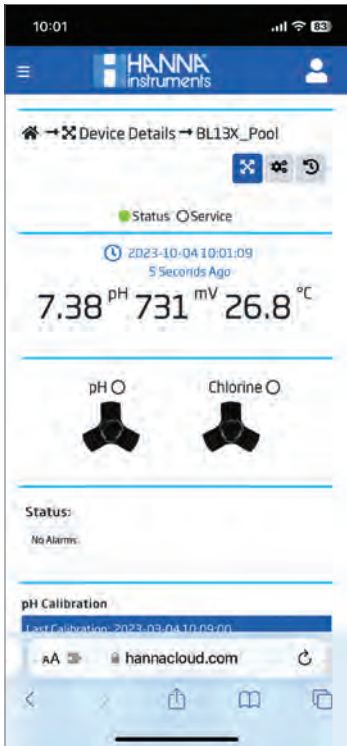 10:01
83
HANNA
instruments
Device Details → BL13X_Pool
Status Service
2023-10-04 10:01:09
5 Seconds Ago
7.38 pH 731 mV 26.8 °C
pH Chlorine
Status:
No Alarms
pH Calibration
Last Calibration: 2023-03-04 10:09:00
AA hannacloud.com